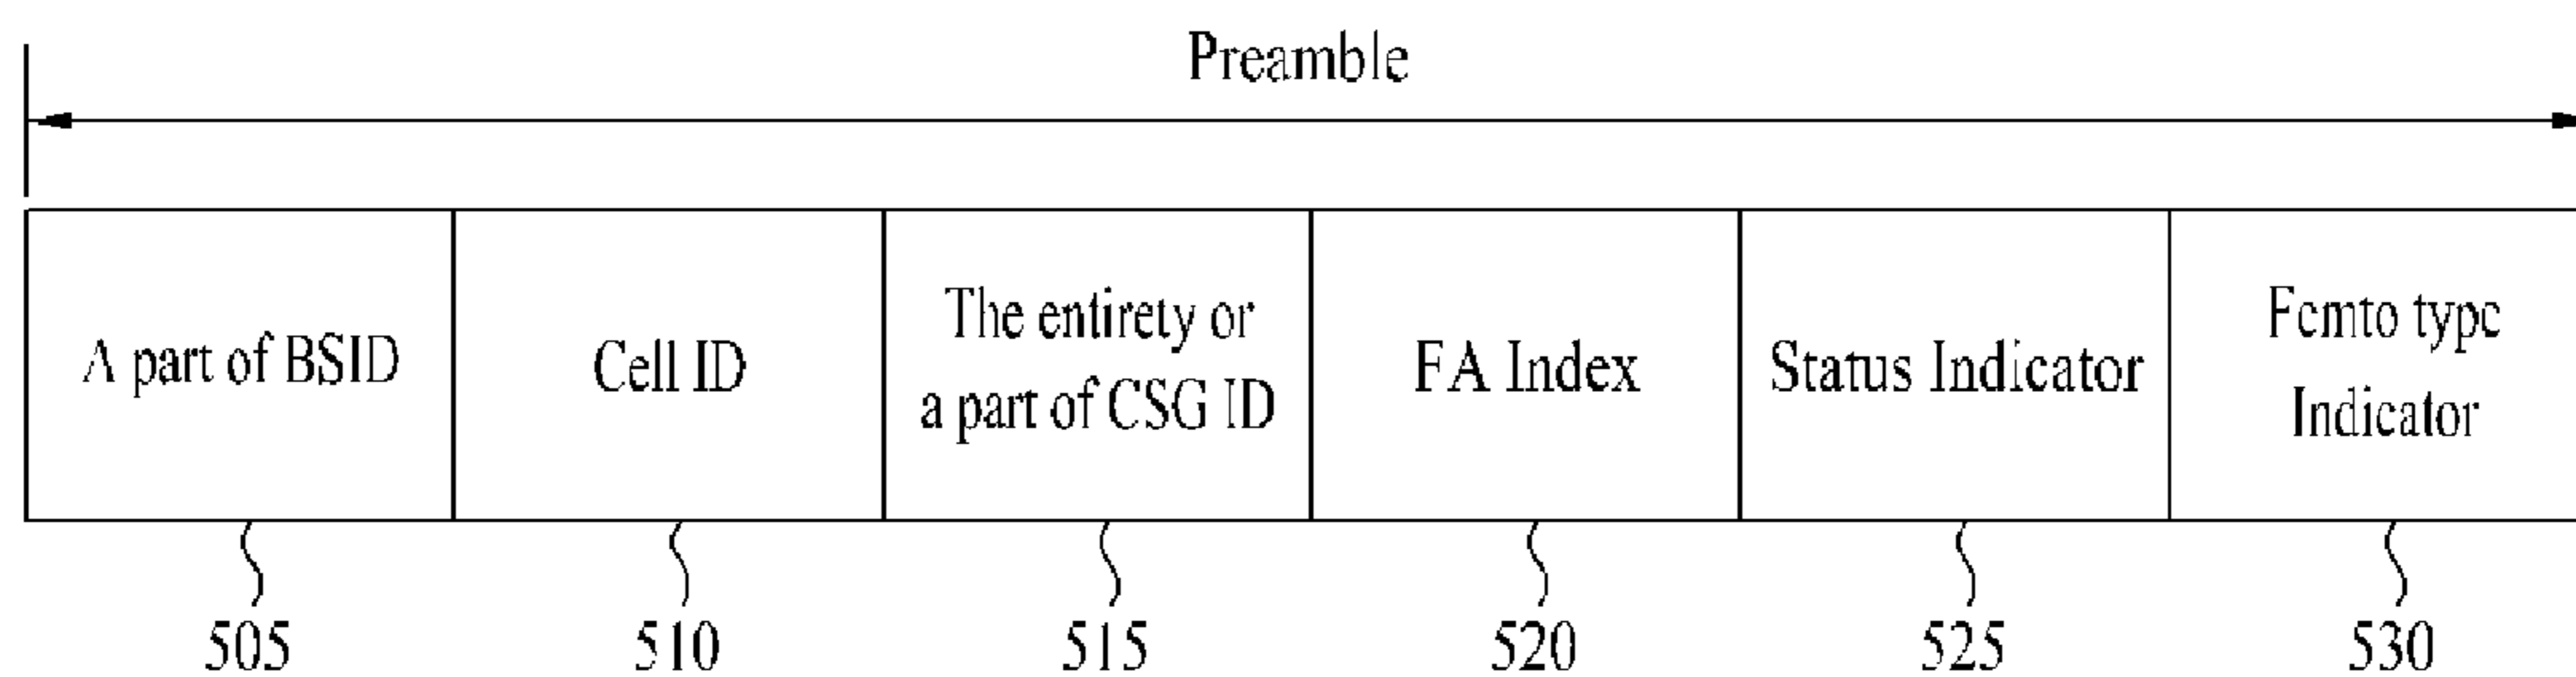 Preamble
A part of BSID
Cell ID
The entirety or
a part of CSG ID
FA Index
Status Indicator
Femto type
Indicator
505
510
515
520
525
530